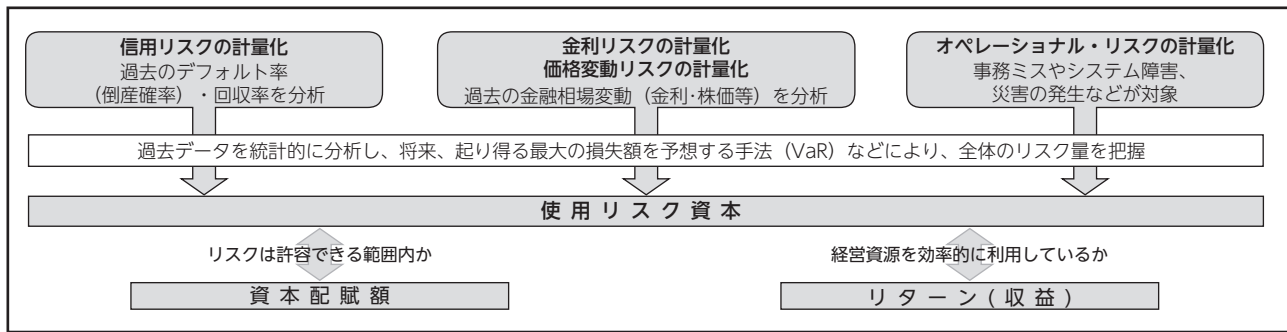 信用リスクの計量化
過去のデフォルト率
（倒産確率）・回収率を分析
金利リスクの計量化
価格変動リスクの計量化
過去の金融相場変動（金利・株価等）を分析
オペレーショナル・リスクの計量化
事務ミスやシステム障害、
災害の発生などが対象
過去データを統計的に分析し、将来、起り得る最大の損失額を予想する手法（VaR）などにより、全体のリスク量を把握
使用リスク資本
リスクは許容できる範囲内か
経営資源を効率的に利用しているか
資本配賦額
リターン（収益）